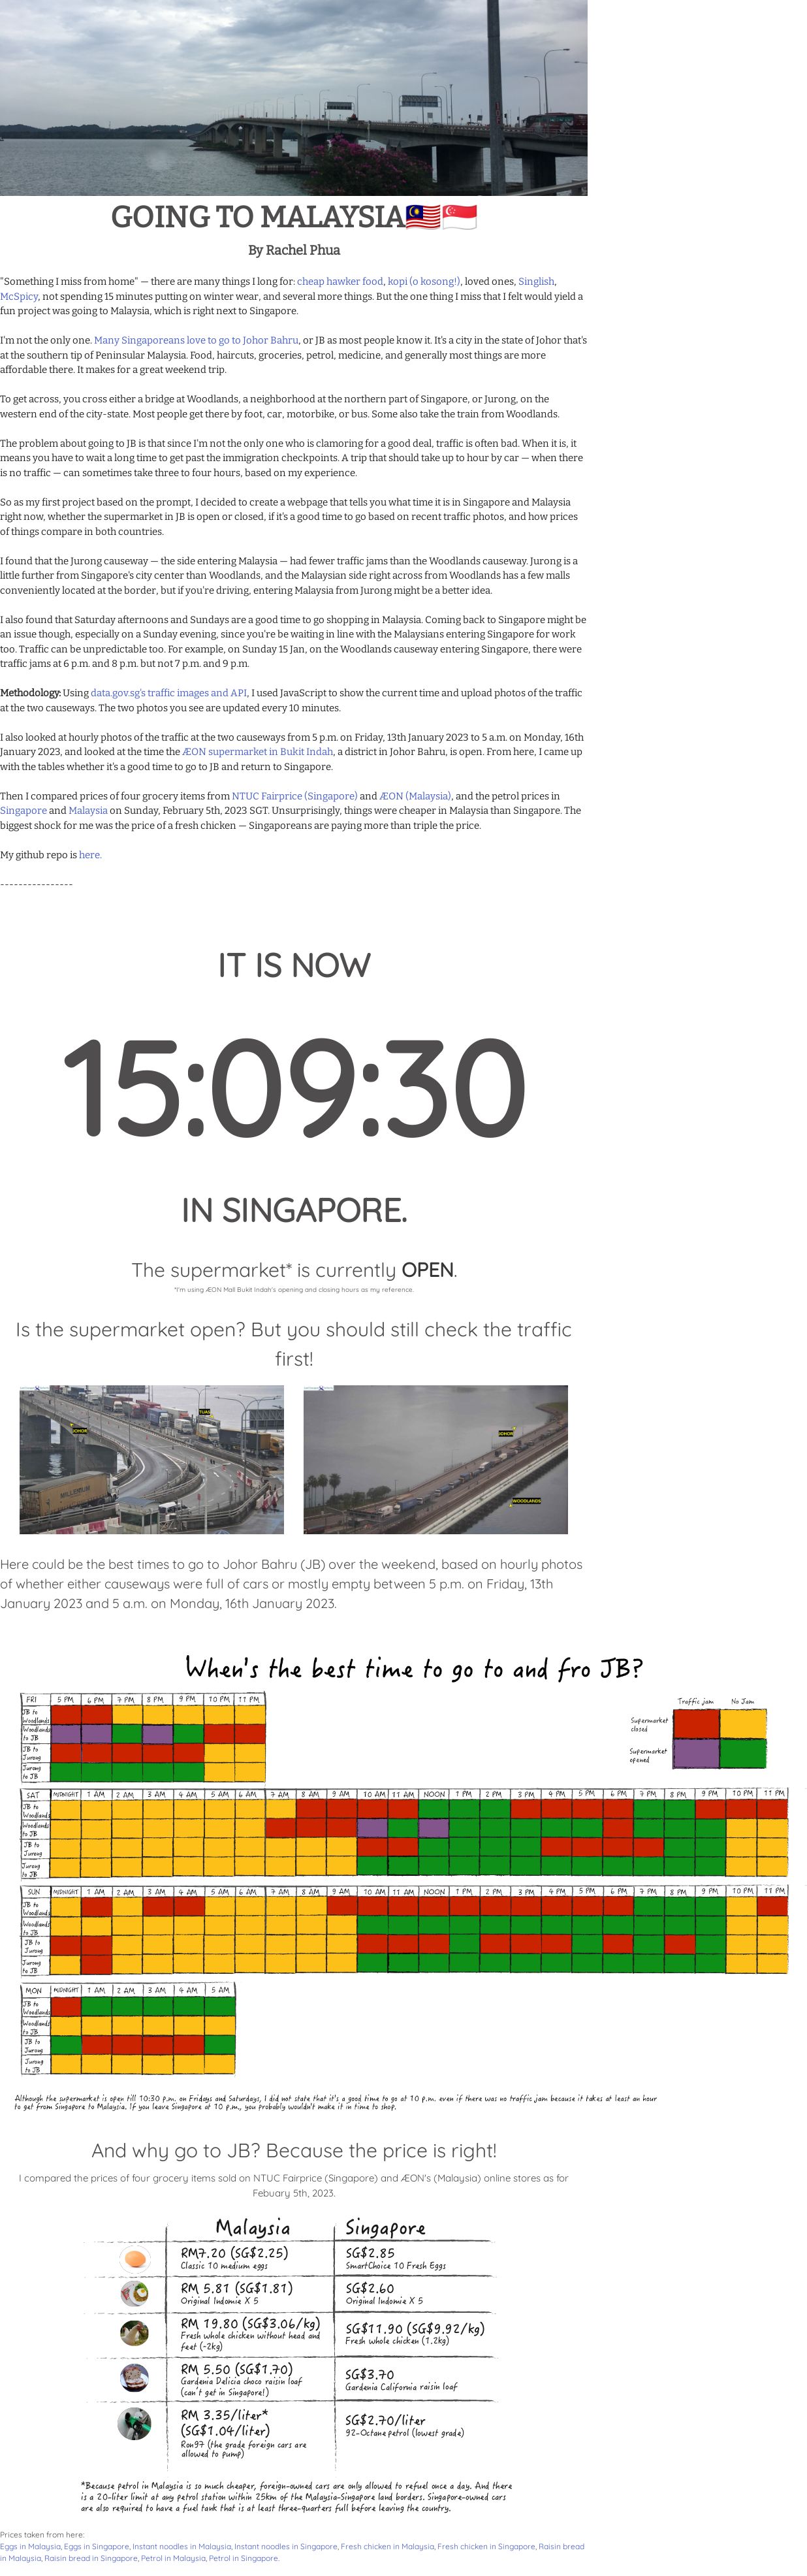 GOING TO MALAYSIA🇲🇾🇸🇬
By Rachel Phua
"Something I miss from home" — there are many things I long for: cheap hawker food, kopi (o kosong!), loved ones, Singlish,
McSpicy, not spending 15 minutes putting on winter wear, and several more things. But the one thing I miss that I felt would yield a
fun project was going to Malaysia, which is right next to Singapore.
I'm not the only one. Many Singaporeans love to go to Johor Bahru, or JB as most people know it. It's a city in the state of Johor that's
at the southern tip of Peninsular Malaysia. Food, haircuts, groceries, petrol, medicine, and generally most things are more
affordable there. It makes for a great weekend trip.
To get across, you cross either a bridge at Woodlands, a neighborhood at the northern part of Singapore, or Jurong, on the
western end of the city-state. Most people get there by foot, car, motorbike, or bus. Some also take the train from Woodlands.
The problem about going to JB is that since I'm not the only one who is clamoring for a good deal, traffic is often bad. When it is, it
means you have to wait a long time to get past the immigration checkpoints. A trip that should take up to hour by car — when there
is no traffic — can sometimes take three to four hours, based on my experience.
So as my first project based on the prompt, I decided to create a webpage that tells you what time it is in Singapore and Malaysia
right now, whether the supermarket in JB is open or closed, if it's a good time to go based on recent traffic photos, and how prices
of things compare in both countries.
I found that the Jurong causeway — the side entering Malaysia — had fewer traffic jams than the Woodlands causeway. Jurong is a
little further from Singapore's city center than Woodlands, and the Malaysian side right across from Woodlands has a few malls
conveniently located at the border, but if you're driving, entering Malaysia from Jurong might be a better idea.
I also found that Saturday afternoons and Sundays are a good time to go shopping in Malaysia. Coming back to Singapore might be
an issue though, especially on a Sunday evening, since you're be waiting in line with the Malaysians entering Singapore for work
too. Traffic can be unpredictable too. For example, on Sunday 15 Jan, on the Woodlands causeway entering Singapore, there were
traffic jams at 6 p.m. and 8 p.m. but not 7 p.m. and 9 p.m.
Methodology: Using data.gov.sg's traffic images and API, I used JavaScript to show the current time and upload photos of the traffic
at the two causeways. The two photos you see are updated every 10 minutes.
I also looked at hourly photos of the traffic at the two causeways from 5 p.m. on Friday, 13th January 2023 to 5 a.m. on Monday, 16th
January 2023, and looked at the time the ÆON supermarket in Bukit Indah, a district in Johor Bahru, is open. From here, I came up
with the tables whether it's a good time to go to JB and return to Singapore.
Then I compared prices of four grocery items from NTUC Fairprice (Singapore) and ÆON (Malaysia), and the petrol prices in
Singapore and Malaysia on Sunday, February 5th, 2023 SGT. Unsurprisingly, things were cheaper in Malaysia than Singapore. The
biggest shock for me was the price of a fresh chicken — Singaporeans are paying more than triple the price.
My github repo is here.
----------------
IT IS NOW
15:09:30
IN SINGAPORE.
The supermarket* is currently OPEN.
*I'm using ÆON Mall Bukit Indah's opening and closing hours as my reference.
Is the supermarket open? But you should still check the traffic
first!
TUAS
JOHOR
JOHOR
WOODLANDS
Here could be the best times to go to Johor Bahru (JB) over the weekend, based on hourly photos
of whether either causeways were full of cars or mostly empty between 5 p.m. on Friday, 13th
January 2023 and 5 a.m. on Monday, 16th January 2023.
When's the best time to go to and fro JB?
Traffic jam No Jam
Supermarket
closed
Supermarket
opened
FRI 5 PM 6 PM 7 PM 8 PM 9 PM 10 PM 11 PM
JB to
Woodlands
Woodlands
to JB
JB to
Jurong
Jurong
to JB
SAT MIDNIGHT 1 AM 2 AM 3 AM 4 AM 5 AM 6 AM 7 AM 8 AM 9 AM 10 AM 11 AM NOON 1 PM 2 PM 3 PM 4 PM 5 PM 6 PM 7 PM 8 PM 9 PM 10 PM 11 PM
JB to
Woodlands
Woodlands
to JB
JB to
Jurong
Jurong
to JB
SUN MIDNIGHT 1 AM 2 AM 3 AM 4 AM 5 AM 6 AM 7 AM 8 AM 9 AM 10 AM 11 AM NOON 1 PM 2 PM 3 PM 4 PM 5 PM 6 PM 7 PM 8 PM 9 PM 10 PM 11 PM
JB to
Woodlands
Woodlands
to JB
JB to
Jurong
Jurong
to JB
MON MIDNIGHT 1 AM 2 AM 3 AM 4 AM 5 AM
JB to
Woodlands
Woodlands
to JB
JB to
Jurong
Jurong
to JB
Although the supermarket is open till 10:30 p.m. on Fridays and Saturdays, I did not state that it's a good time to go at 10 p.m. even if there was no traffic jam because it takes at least an hour
to get from Singapore to Malaysia. If you leave Singapore at 10 p.m., you probably wouldn't make it in time to shop.
And why go to JB? Because the price is right!
I compared the prices of four grocery items sold on NTUC Fairprice (Singapore) and ÆON's (Malaysia) online stores as for
Febuary 5th, 2023.
Malaysia Singapore
RM7.20 (SG$2.25) SG$2.85
Classic 10 medium eggs SmartChoice 10 Fresh Eggs
RM 5.81 (SG$1.81) SG$2.60
Original Indomie X 5 Original Indomie X 5
RM 19.80 (SG$3.06/kg) SG$11.90 (SG$9.92/kg)
Fresh whole chicken without head and Fresh whole chicken (1.2kg)
feet (~2kg)
RM 5.50 (SG$1.70) SG$3.70
Gardenia Delicia choco raisin loaf Gardenia California raisin loaf
(can't get in Singapore!)
RM 3.35/liter* SG$2.70/liter
(SG$1.04/liter) 92-Octane petrol (lowest grade)
Ron97 (the grade foreign cars are
allowed to pump)
*Because petrol in Malaysia is so much cheaper, foreign-owned cars are only allowed to refuel once a day. And there
is a 20-liter limit at any petrol station within 25km of the Malaysia-Singapore land borders. Singapore-owned cars
are also required to have a fuel tank that is at least three-quarters full before leaving the country.
Prices taken from here:
Eggs in Malaysia, Eggs in Singapore, Instant noodles in Malaysia, Instant noodles in Singapore, Fresh chicken in Malaysia, Fresh chicken in Singapore, Raisin bread
in Malaysia, Raisin bread in Singapore, Petrol in Malaysia, Petrol in Singapore.